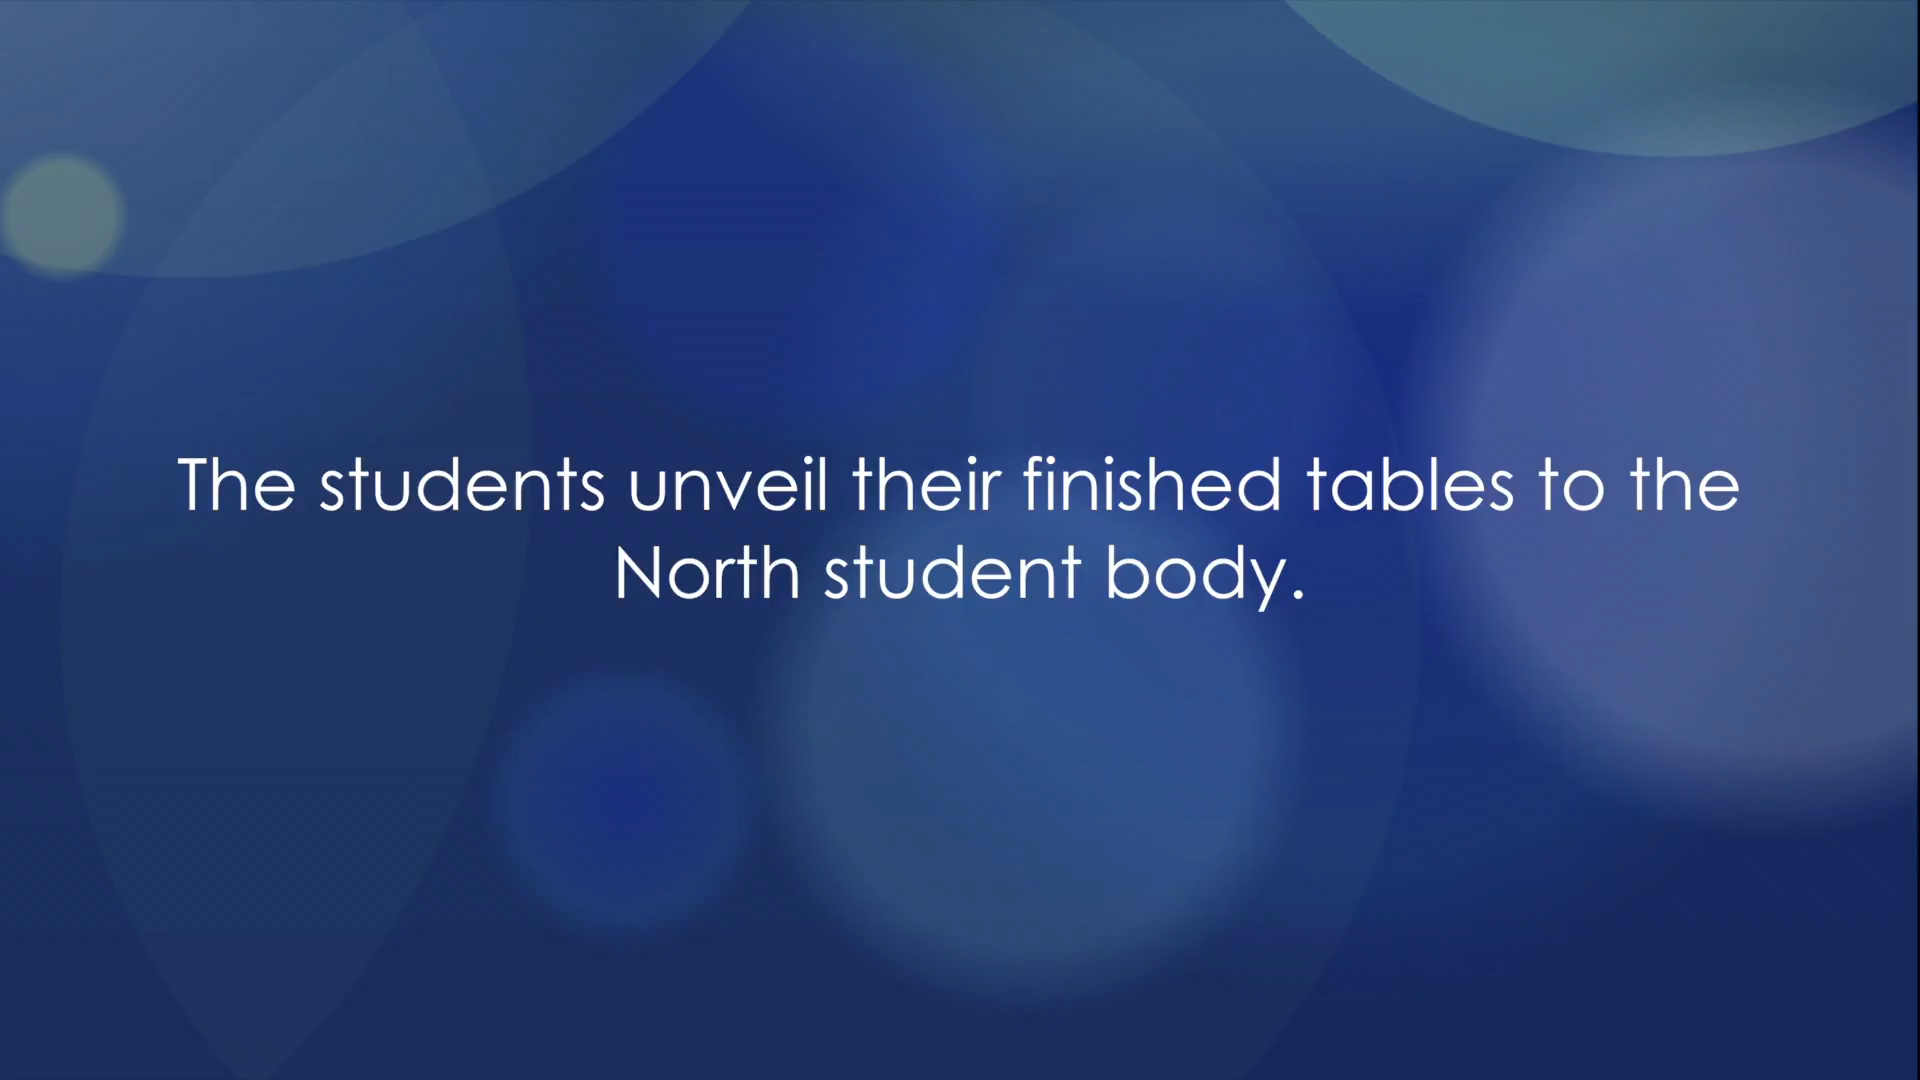 The students unveil their finished tables to the
North student body.